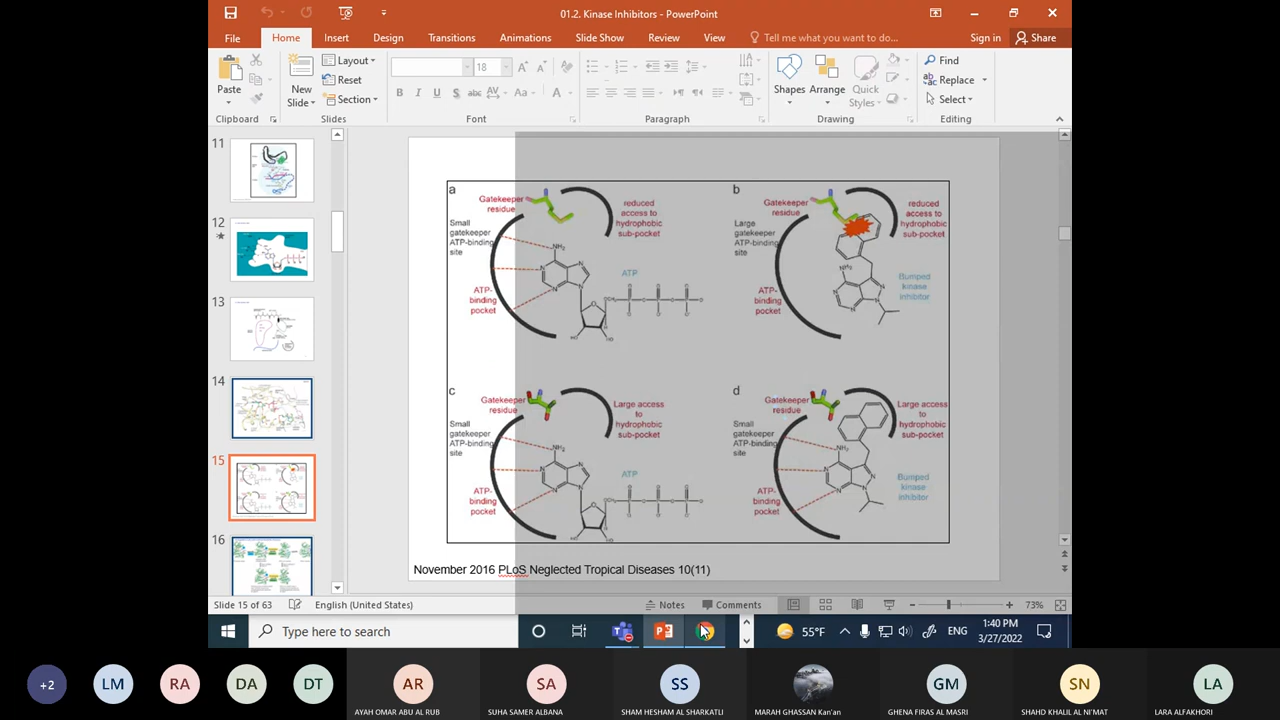 01.2. Kinase Inhibitors - PowerPoint
File Home Insert Design Transitions Animations Slide Show Review View Tell me what you want to do... Sign in Share
Paste
New
Slide
Layout
Reset
Section
18
B I U S abc AV Aa A
Shapes
Arrange
Quick
Styles
Find
Replace
Select
Clipboard Slides Font Paragraph Drawing Editing
11
12
13
14
15
16
a
Gatekeeper
residue
reduced
access to
hydrophobic
sub-pocket
Small
gatekeeper
ATP-binding
site
ATP
ATP-
binding
pocket
NH2
N
N
N
N
O
HO
HO
b
Gatekeeper
residue
reduced
access to
hydrophobic
sub-pocket
Large
gatekeeper
ATP-binding
site
Bumped
kinase
inhibitor
ATP-
binding
pocket
NH2
c
Gatekeeper
residue
Large access
to
hydrophobic
sub-pocket
Small
gatekeeper
ATP-binding
site
ATP
ATP-
binding
pocket
NH2
d
Gatekeeper
residue
Large access
to
hydrophobic
sub-pocket
Small
gatekeeper
ATP-binding
site
Bumped
kinase
inhibitor
ATP-
binding
pocket
NH2
November 2016 PLoS Neglected Tropical Diseases 10(11)
Slide 15 of 63 English (United States) Notes Comments 73%
Type here to search 55°F ENG
1:40 PM
3/27/2022
+2 LM RA DA DT AR SA SS GM SN LA
AYAH OMAR ABU AL RUB SUHA SAMER ALBANA SHAM HESHAM AL SHARKATLI MARAH GHASSAN Kan'an GHENA FIRAS AL MASRI SHAHD KHALIL AL NI'MAT LARA ALFAKHORI